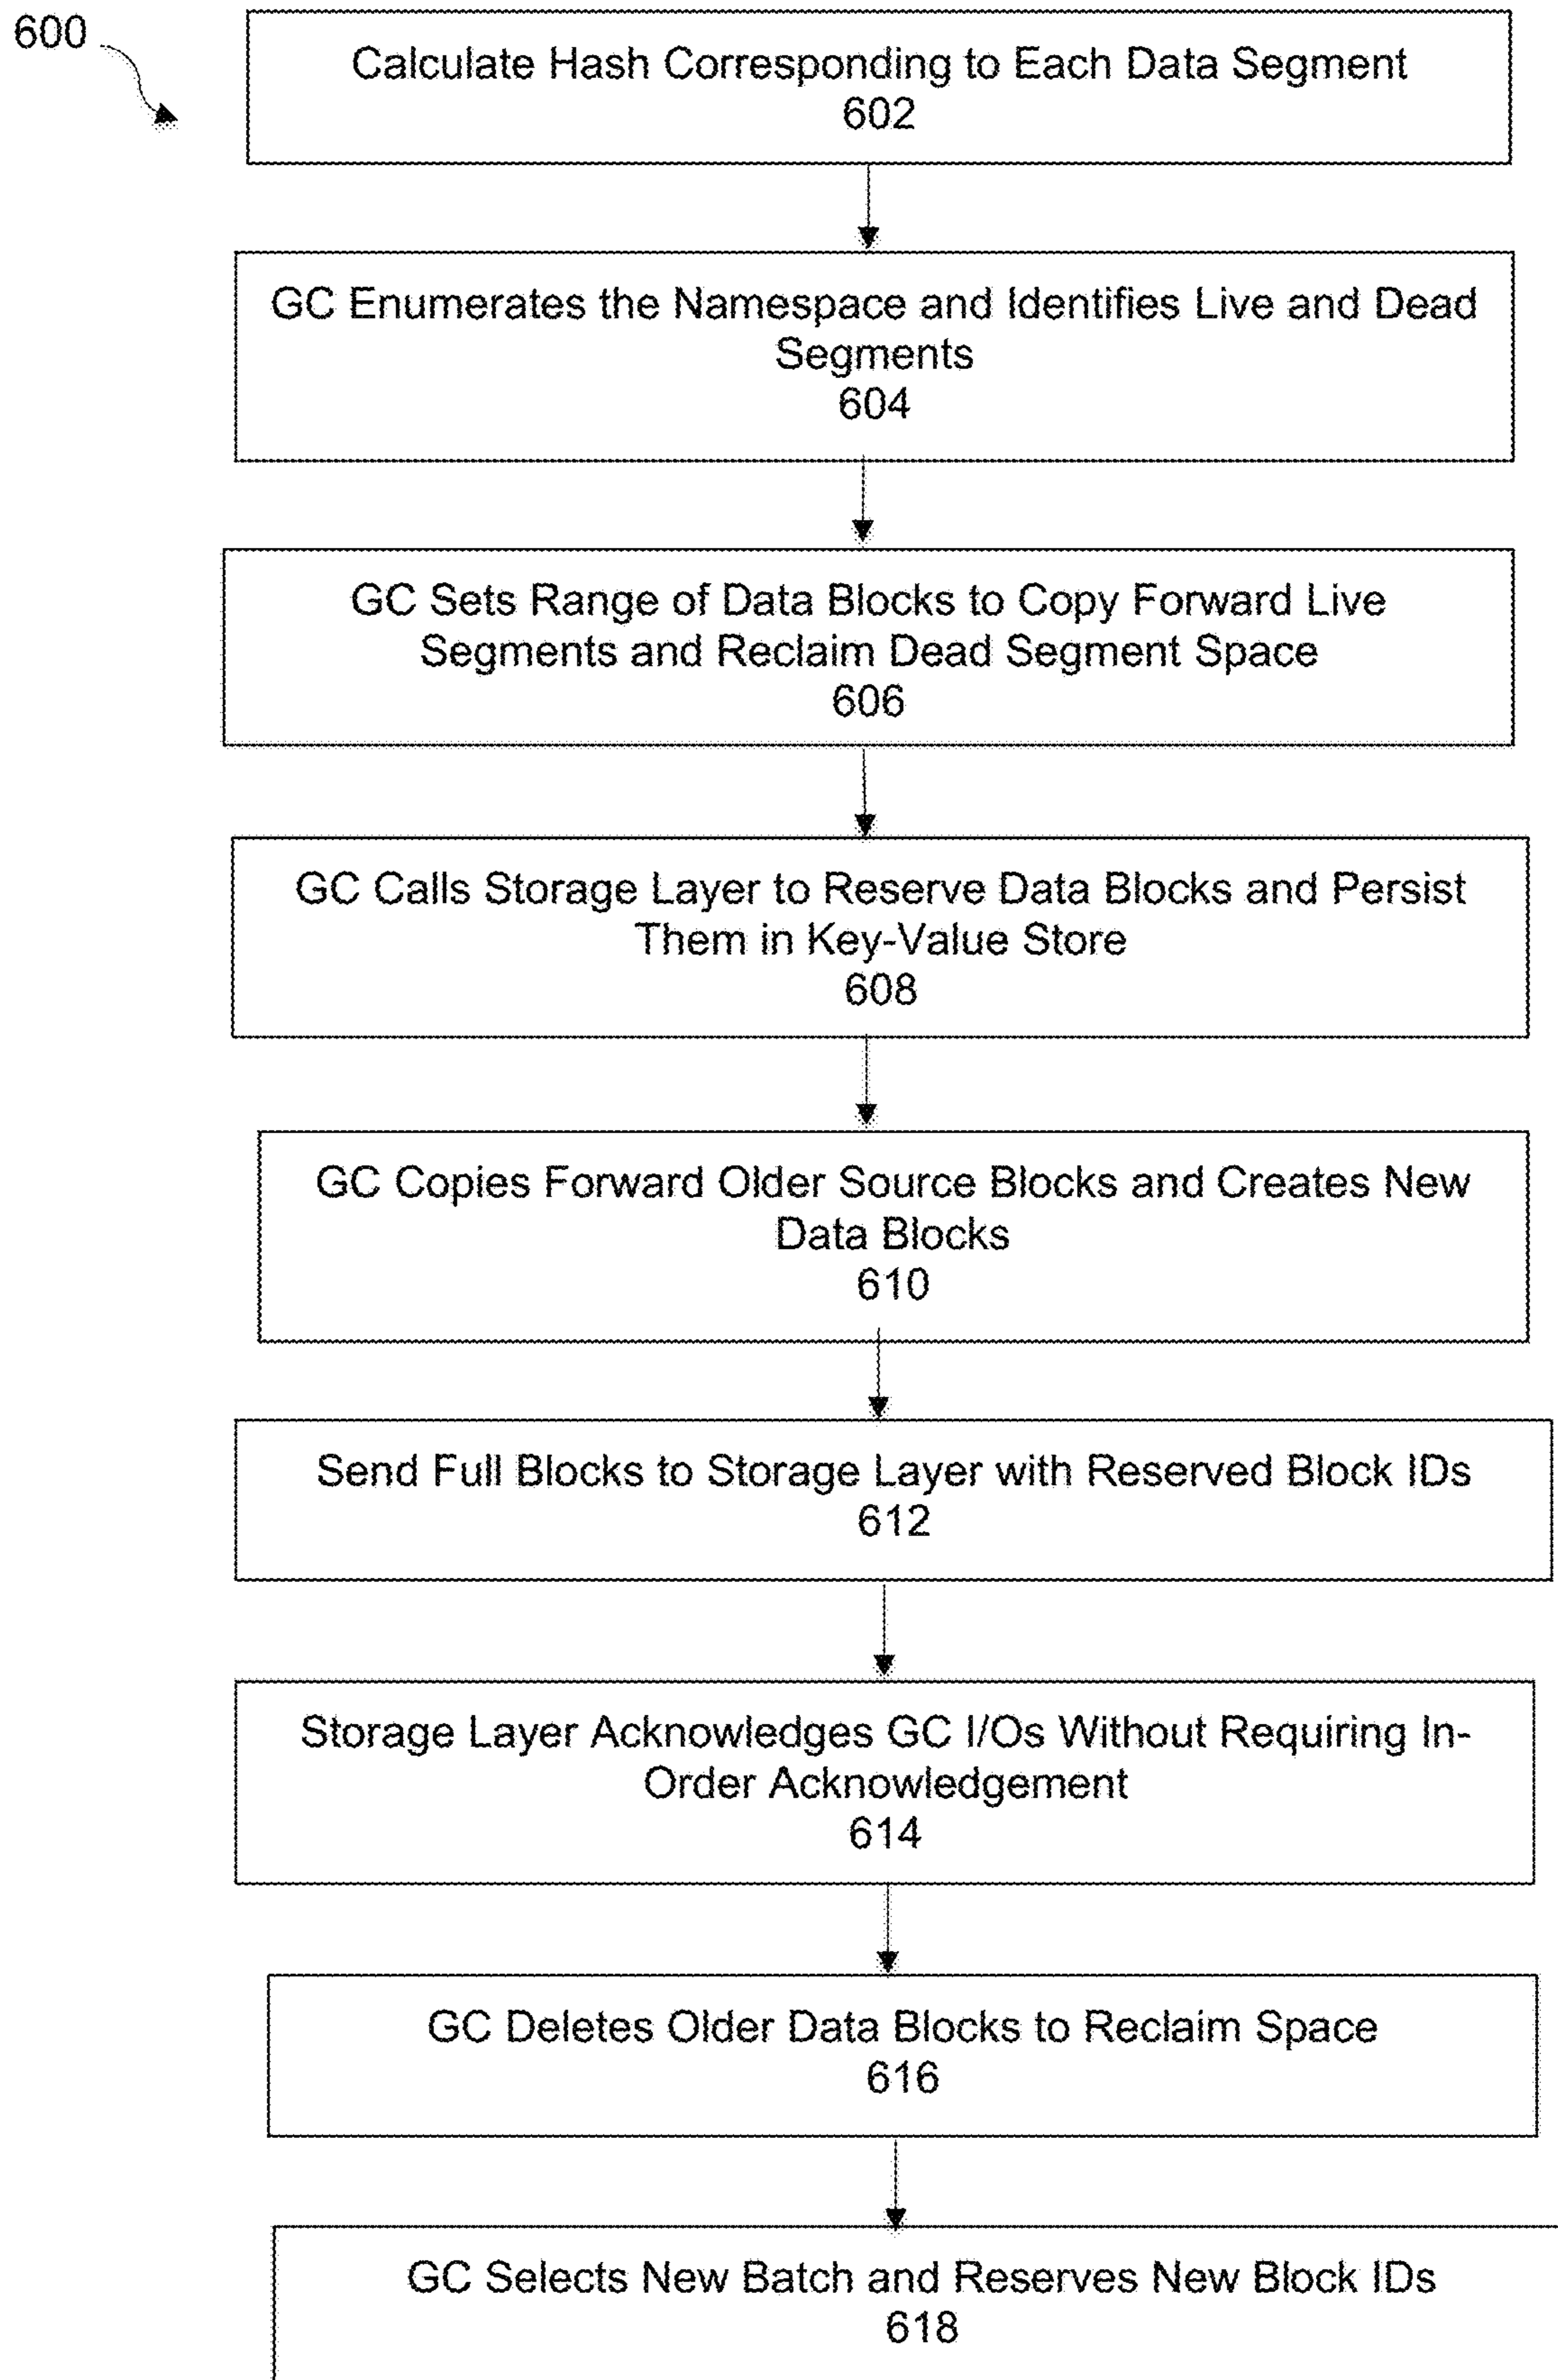 600
Calculate Hash Corresponding to Each Data Segment
602
GC Enumerates the Namespace and Identifies Live and Dead
Segments
604
GC Sets Range of Data Blocks to Copy Forward Live
Segments and Reclaim Dead Segment Space
606
GC Calls Storage Layer to Reserve Data Blocks and Persist
Them in Key-Value Store
608
GC Copies Forward Older Source Blocks and Creates New
Data Blocks
610
Send Full Blocks to Storage Layer with Reserved Block IDs
612
Storage Layer Acknowledges GC I/Os Without Requiring In-
Order Acknowledgement
614
GC Deletes Older Data Blocks to Reclaim Space
616
GC Selects New Batch and Reserves New Block IDs
618